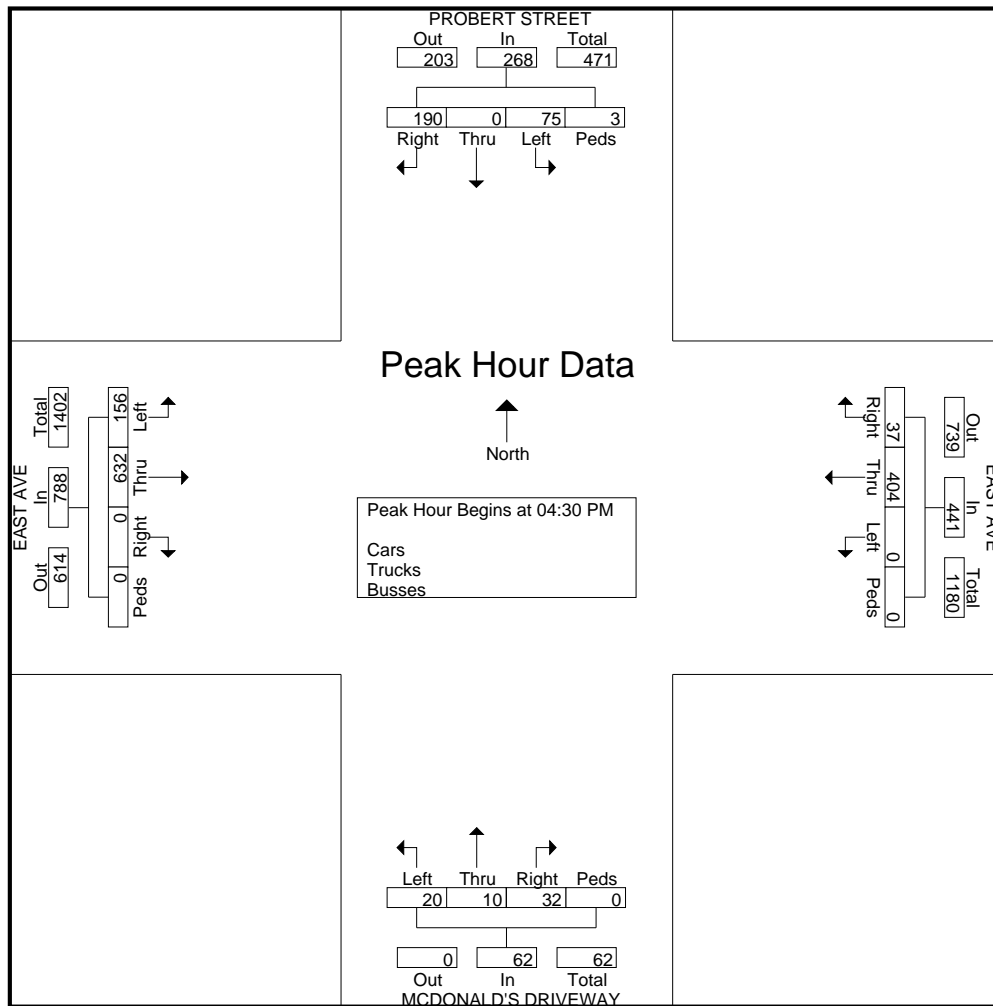 PROBERT STREET
Out In Total
203 268 471
190 0 75 3
Right Thru Left Peds
Peak Hour Data
North
Peak Hour Begins at 04:30 PM
Cars
Trucks
Busses
EAST AVE
Total In Out
1402 788 614
156 632 0 0
Left Thru Right Peds
EAST AVE
Out In Total
739 441 1180
37 404 0 0
Right Thru Left Peds
Left Thru Right Peds
20 10 32 0
0 62 62
Out In Total
MCDONALD'S DRIVEWAY